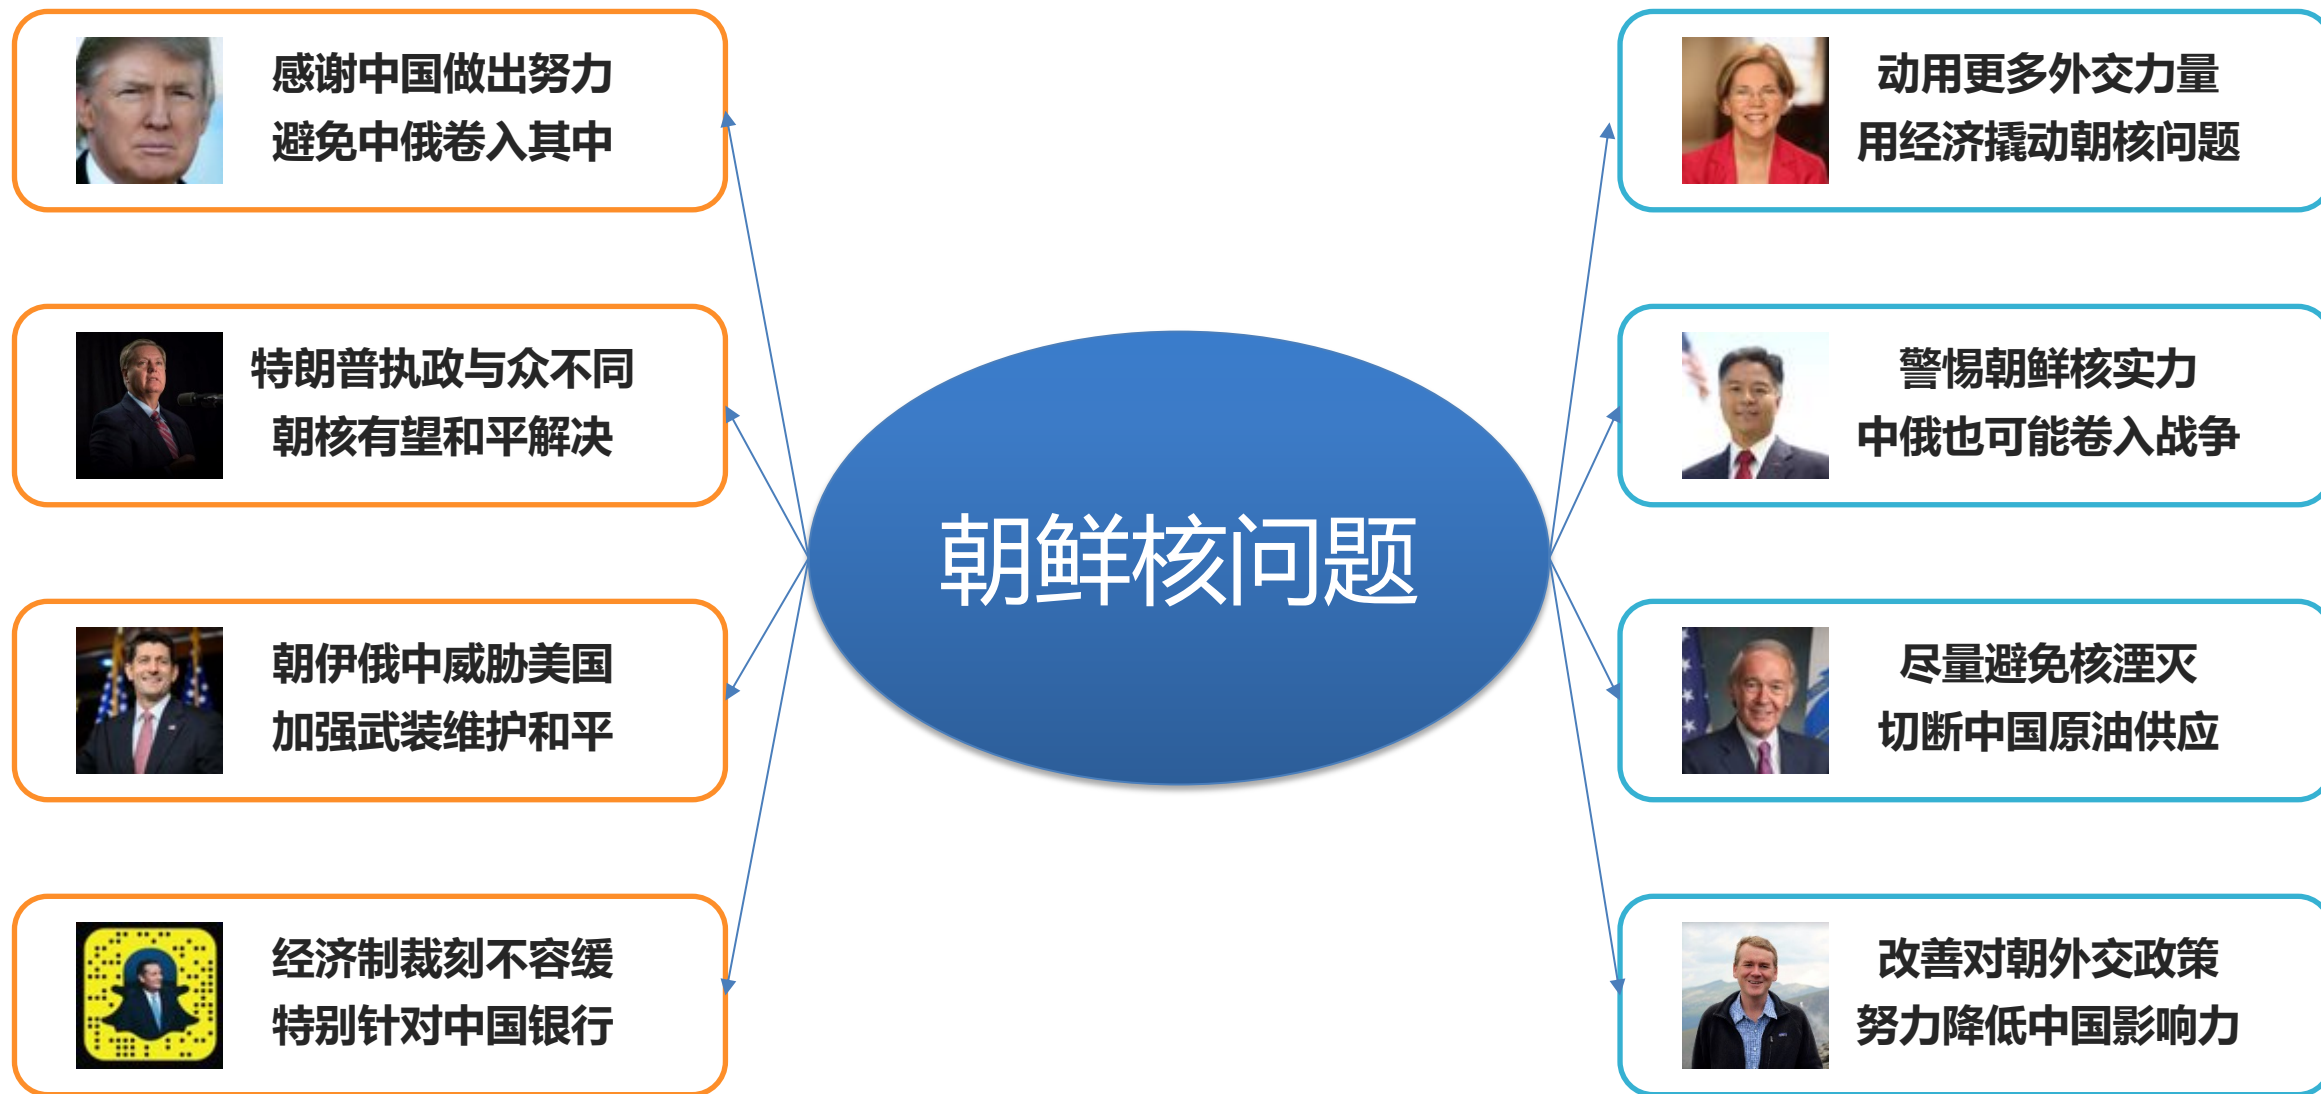 感谢中国做出努力
避免中俄卷入其中
特朗普执政与众不同
朝核有望和平解决
朝伊俄中威胁美国
加强武装维护和平
经济制裁刻不容缓
特别针对中国银行
朝鲜核问题
动用更多外交力量
用经济撬动朝核问题
警惕朝鲜核实力
中俄也可能卷入战争
尽量避免核湮灭
切断中国原油供应
改善对朝外交政策
努力降低中国影响力